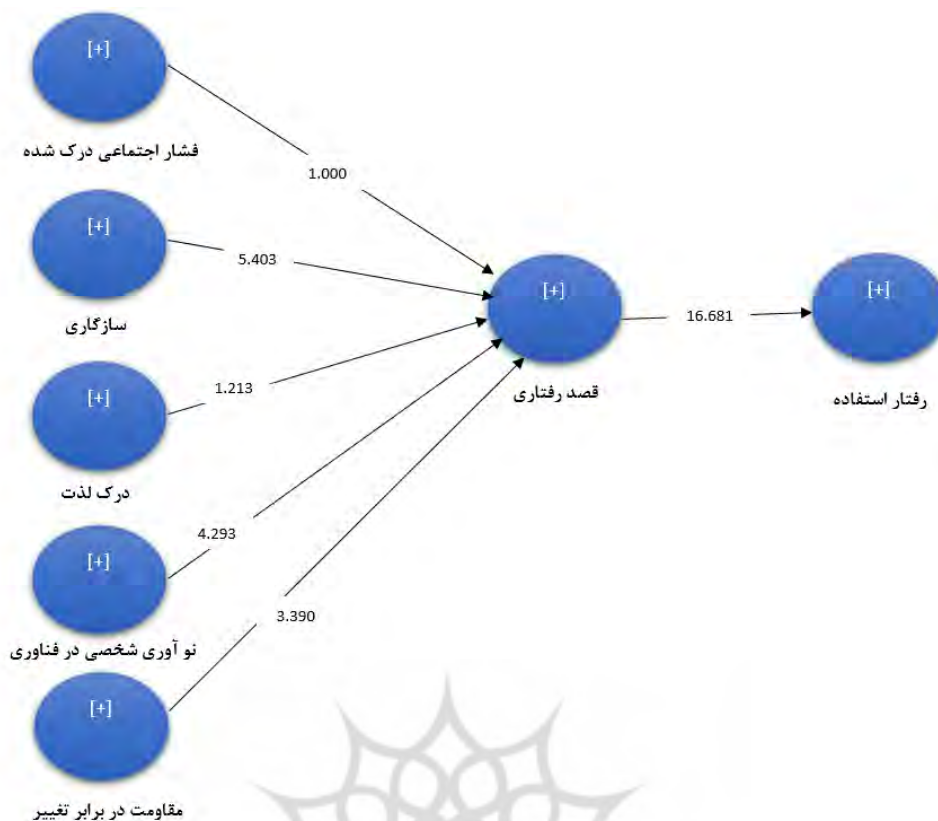 [+]
فشار اجتماعی درک شده
1.000
[+]
سازگاری
5.403
[+]
قصد رفتاری
16.681
[+]
رفتار استفاده
[+]
درک لذت
1.213
[+]
نو آوری شخصی در فناوری
4.293
[+]
مقاومت در برابر تغییر
3.390